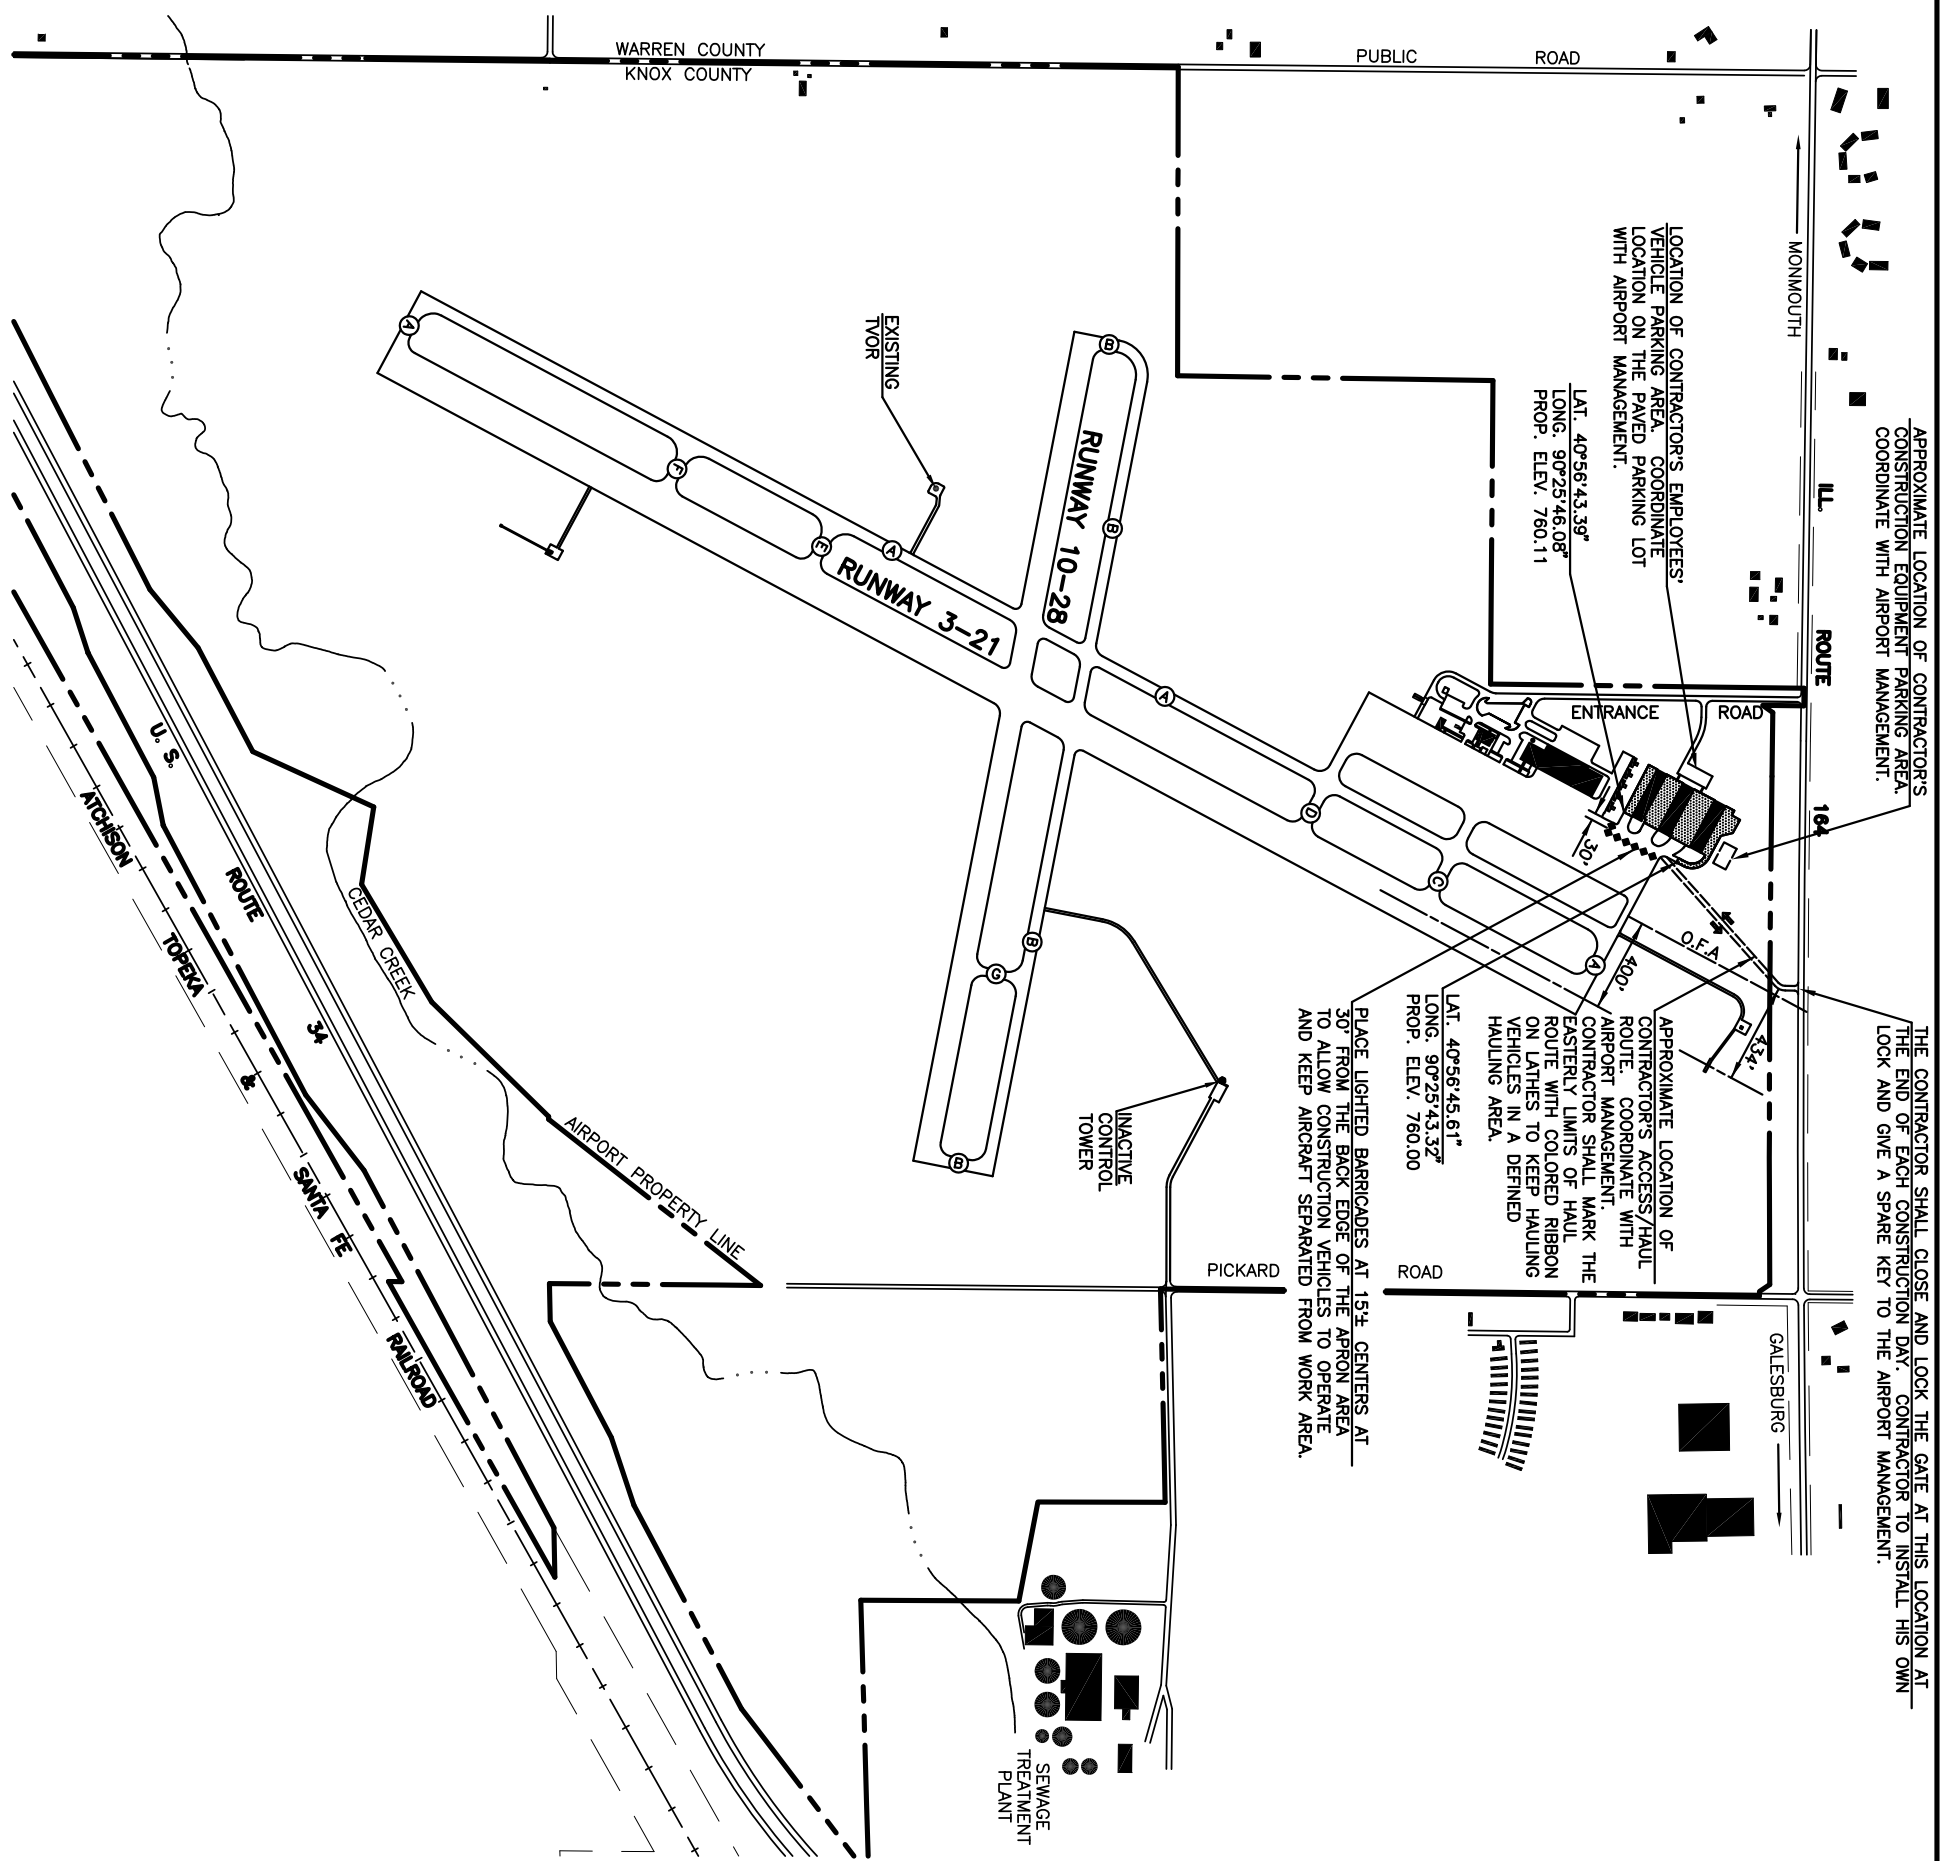 WARREN COUNTY
KNOX COUNTY
PUBLIC ROAD
MONMOUTH
ILL. ROUTE 164
APPROXIMATE LOCATION OF CONTRACTOR'S
CONSTRUCTION EQUIPMENT PARKING AREA.
COORDINATE WITH AIRPORT MANAGEMENT.
LOCATION OF CONTRACTOR'S EMPLOYEES'
VEHICLE PARKING AREA. COORDINATE
LOCATION ON THE PAVED PARKING LOT
WITH AIRPORT MANAGEMENT.
LAT. 40°56'43.39"
LONG. 90°25'46.08"
PROP. ELEV. 760.11
ENTRANCE ROAD
EXISTING
TVOR
RUNWAY 10-28
RUNWAY 3-21
A
F
E
A
B
B
A
D
C
A
B
G
B
30'
O.F.A
400'
434'
THE CONTRACTOR SHALL CLOSE AND LOCK THE GATE AT THIS LOCATION AT
THE END OF EACH CONSTRUCTION DAY. CONTRACTOR TO INSTALL HIS OWN
LOCK AND GIVE A SPARE KEY TO THE AIRPORT MANAGEMENT.
APPROXIMATE LOCATION OF
CONTRACTOR'S ACCESS/HAUL
ROUTE. COORDINATE WITH
AIRPORT MANAGEMENT.
CONTRACTOR SHALL MARK THE
EASTERLY LIMITS OF HAUL
ROUTE WITH COLORED RIBBON
ON LATHES TO KEEP HAULING
VEHICLES IN A DEFINED
HAULING AREA.
LAT. 40°56'45.61"
LONG. 90°25'43.32"
PROP. ELEV. 760.00
PLACE LIGHTED BARRICADES AT 15'± CENTERS AT
30' FROM THE BACK EDGE OF THE APRON AREA
TO ALLOW CONSTRUCTION VEHICLES TO OPERATE
AND KEEP AIRCRAFT SEPARATED FROM WORK AREA.
INACTIVE
CONTROL
TOWER
PICKARD ROAD
GALESBURG
AIRPORT PROPERTY LINE
CEDAR CREEK
U. S. ROUTE 34
ATCHISON TOPEKA & SANTA FE RAILROAD
SEWAGE
TREATMENT
PLANT